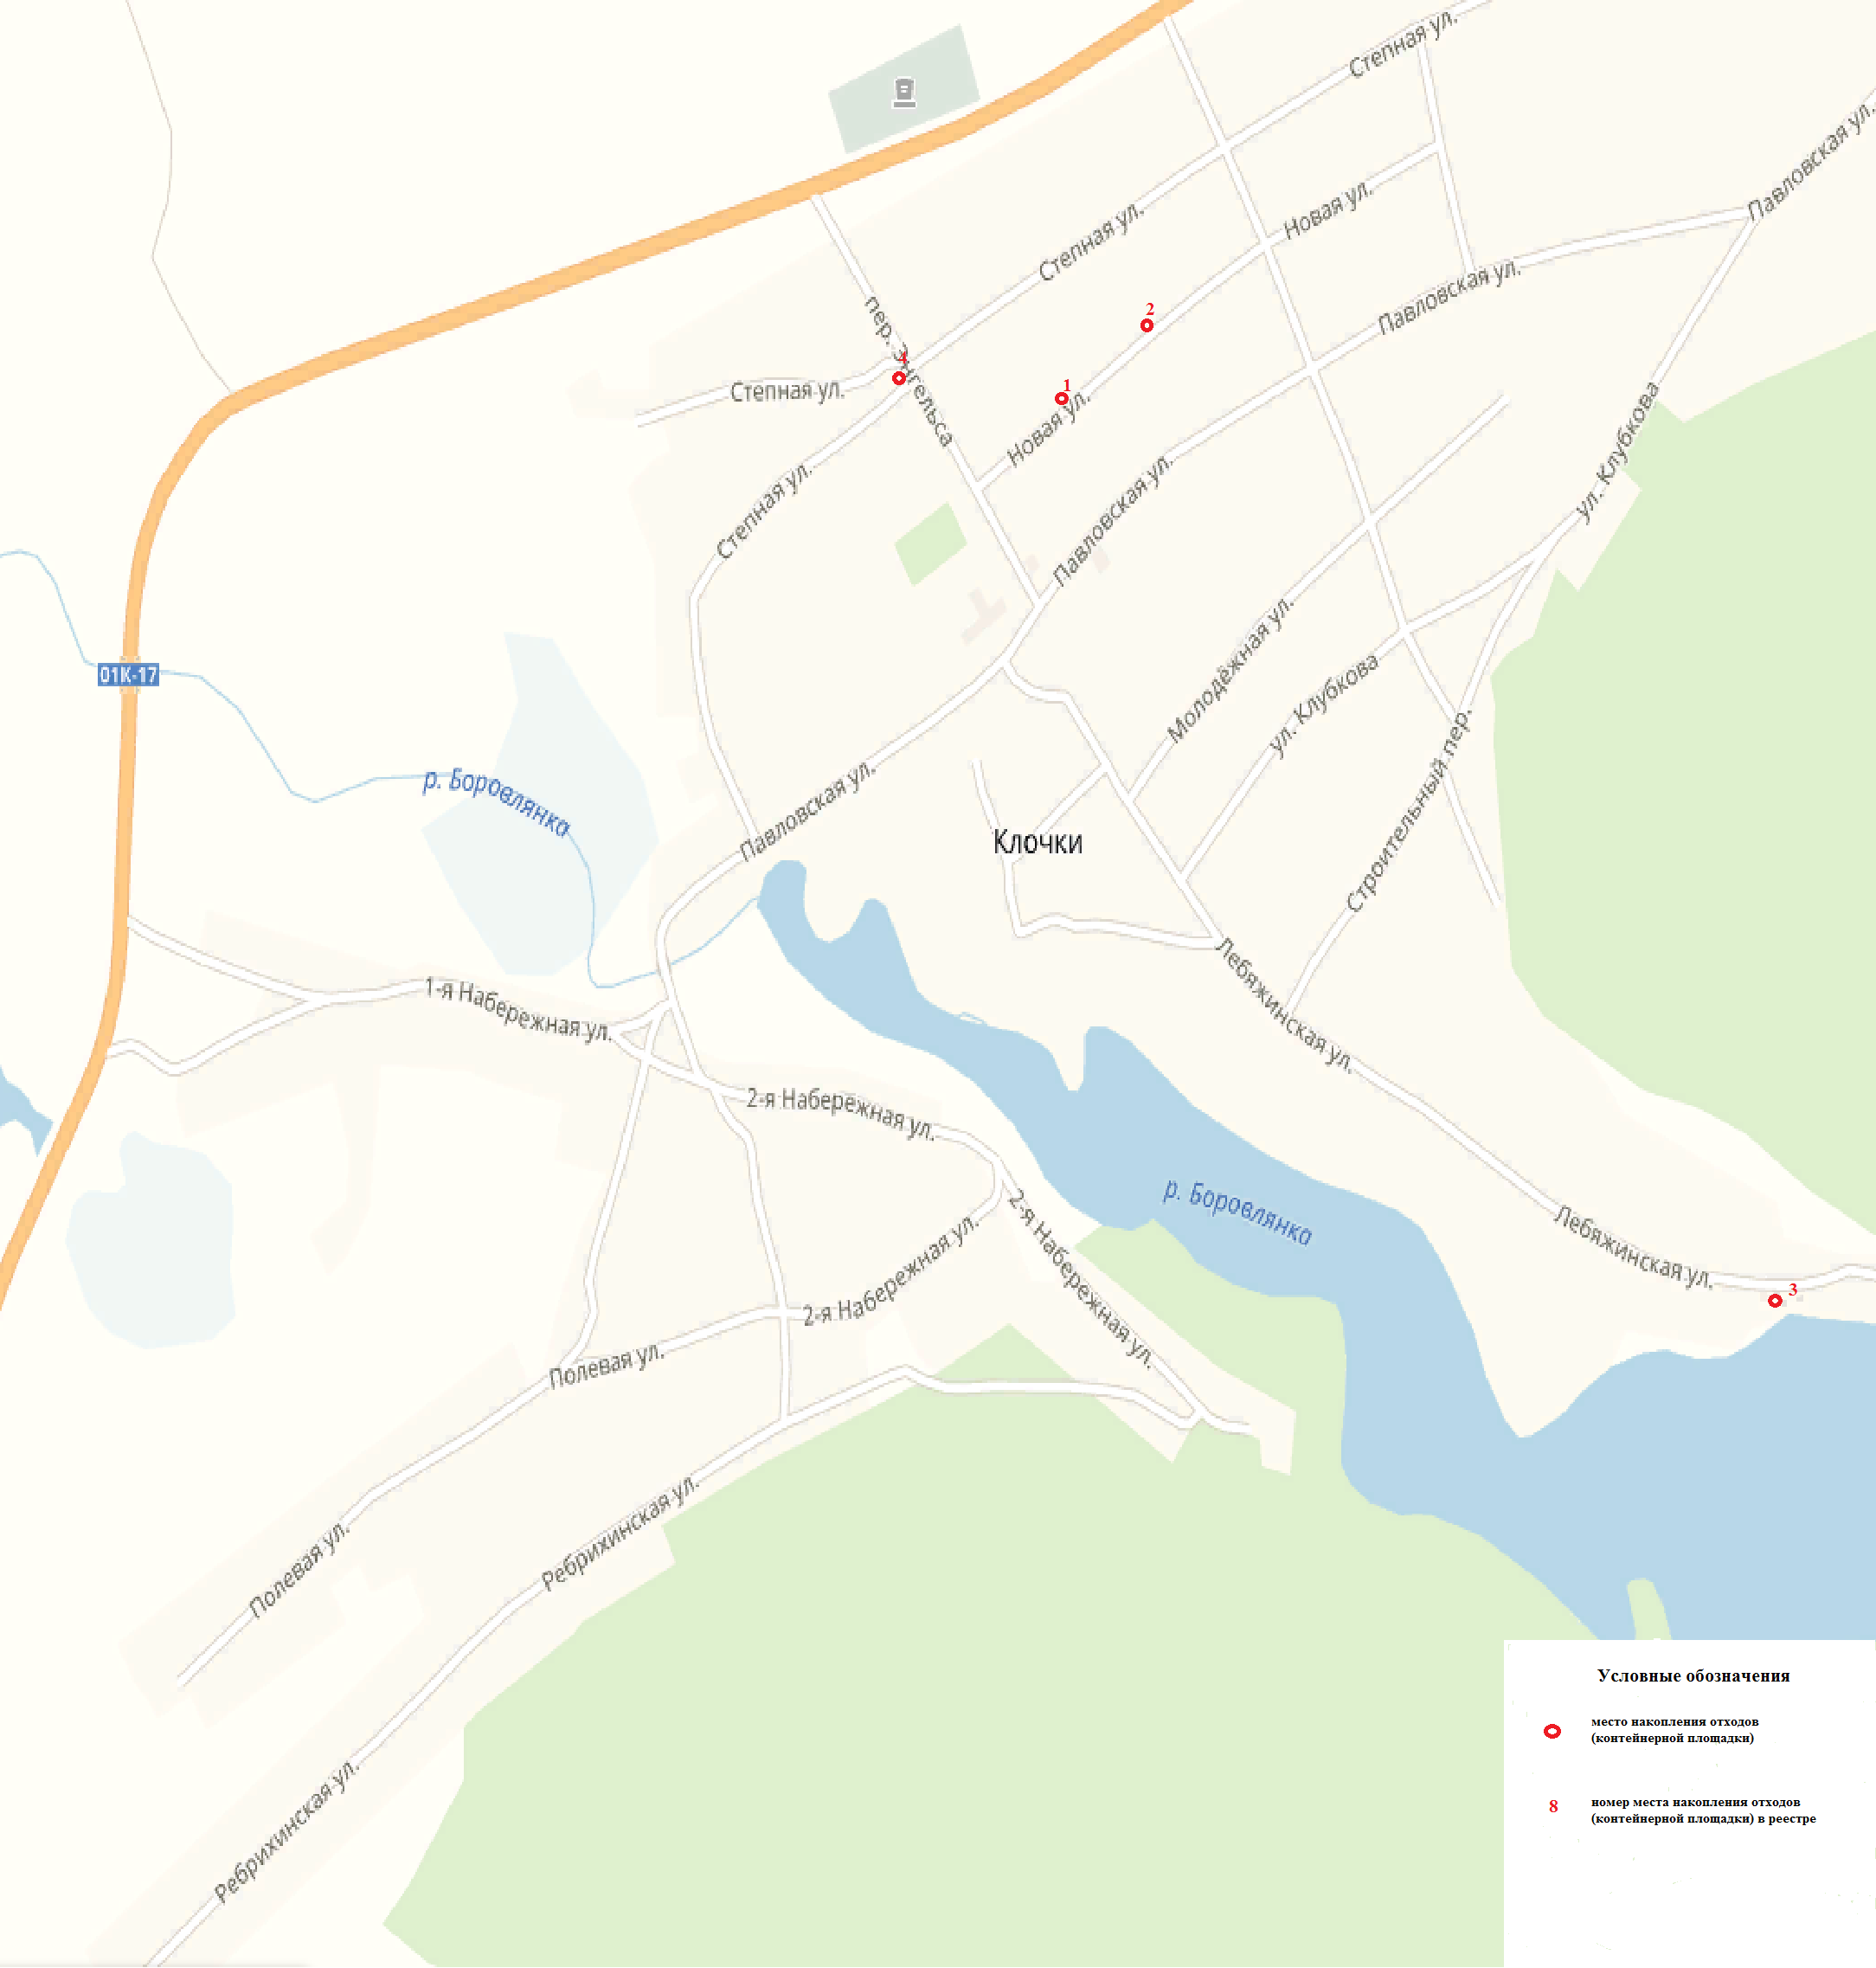 Степная ул.
Павловская ул.
Новая ул.
Степная ул.
Павловская ул.
пер. Энгельса
2
4
1
Степная ул.
Новая ул.
ул. Клубкова
Степная ул.
Павловская ул.
01К-17
Молодёжная ул.
ул. Клубкова
р. Боровлянка
Павловская ул.
Строительный пер.
Клочки
1-я Набережная ул.
Лебяжинская ул.
2-я Набережная ул.
р. Боровлянка
2-я Набережная ул.
Лебяжинская ул.
3
2-я Набережная ул.
Полевая ул.
Полевая ул.
Ребрихинская ул.
Ребрихинская ул.
Условные обозначения
место накопления отходов
(контейнерной площадки)
8
номер места накопления отходов
(контейнерной площадки) в реестре